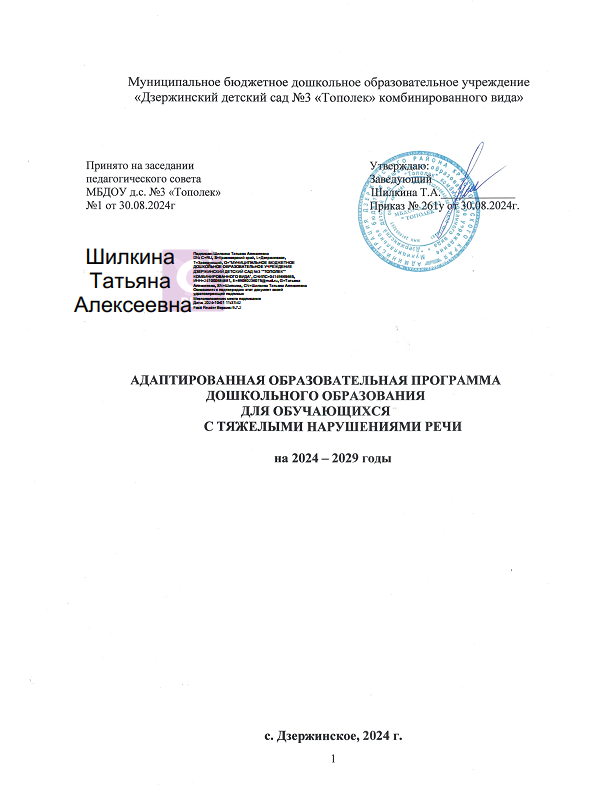 Муниципальное бюджетное дошкольное образовательное учреждение
«Дзержинский детский сад №3 «Тополек» комбинированного вида»
Принято на заседании
педагогического совета
МБДОУ д.с. №3 «Тополек»
№1 от 30.08.2024г
Утверждаю:
Заведующий
Шилкина Т.А.
Приказ № 261у от 30.08.2024г.
Шилкина
Татьяна
Алексеевна
АДАПТИРОВАННАЯ ОБРАЗОВАТЕЛЬНАЯ ПРОГРАММА
ДОШКОЛЬНОГО ОБРАЗОВАНИЯ
ДЛЯ ОБУЧАЮЩИХСЯ
С ТЯЖЕЛЫМИ НАРУШЕНИЯМИ РЕЧИ
на 2024 – 2029 годы
с. Дзержинское, 2024 г.
1